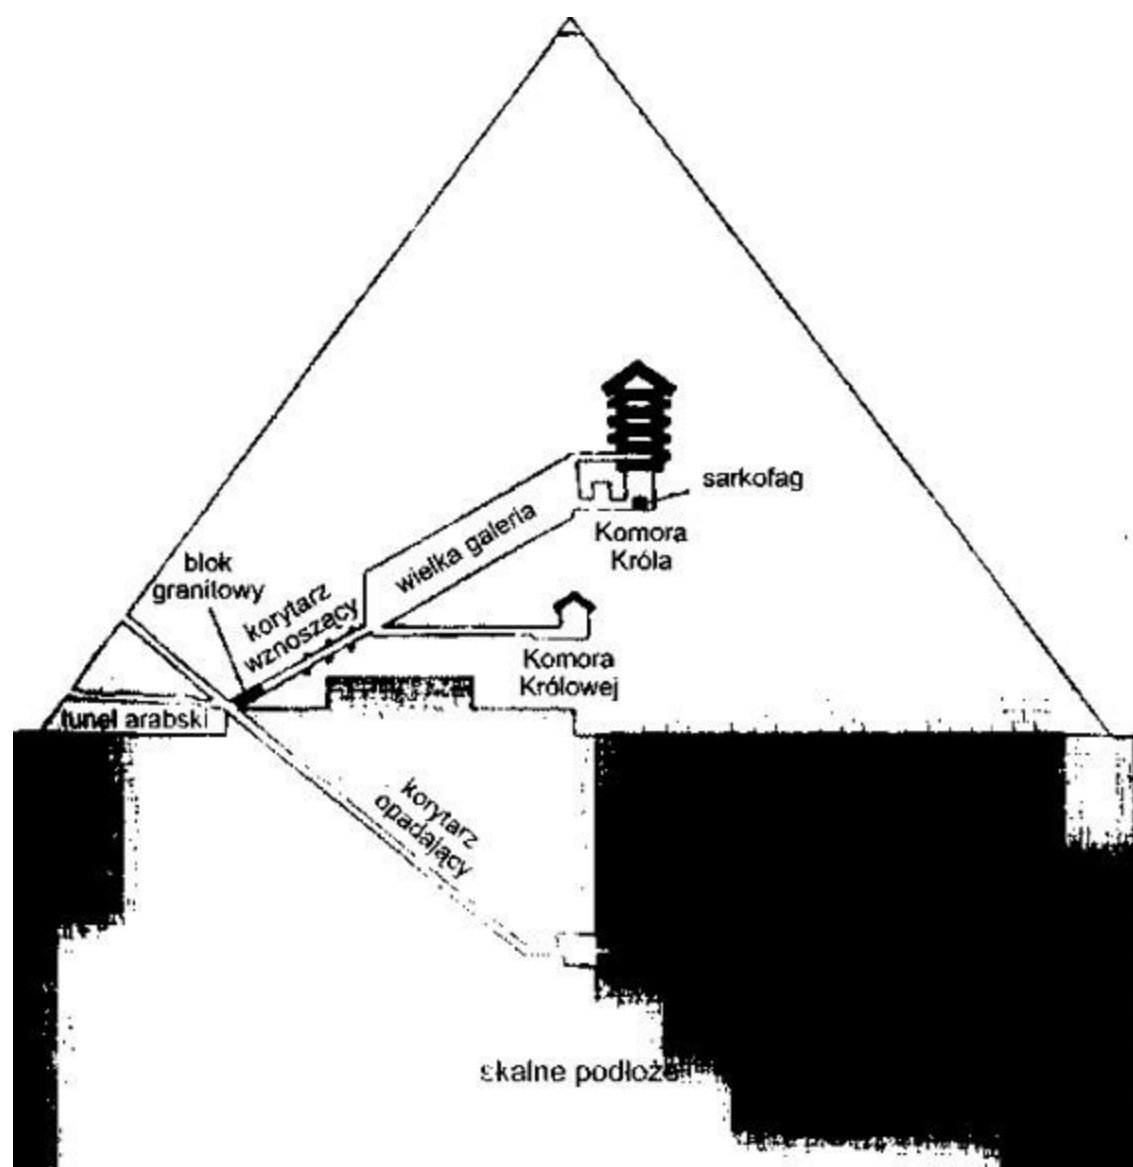 sarkofag
Komora
Króla
wielka galeria
blok
granitowy
korytarz
wznoszący
Komora
Królowej
tunel arabski
korytarz
opadający
skalne podłoże